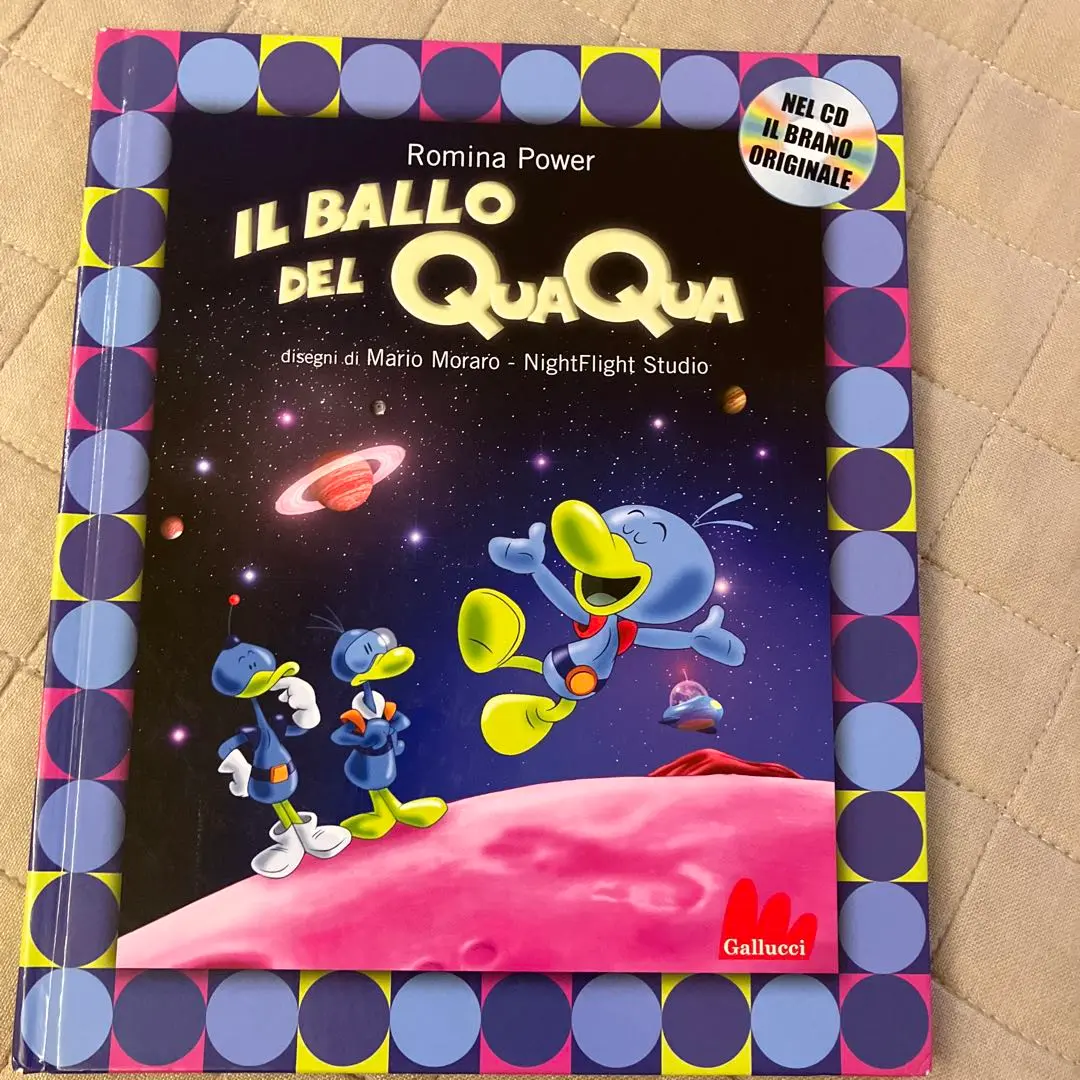 NEL CD
IL BRANO
ORIGINALE
Romina Power
IL BALLO
DEL QUAQUA
disegni di Mario Moraro - NightFlight Studio
Gallucci